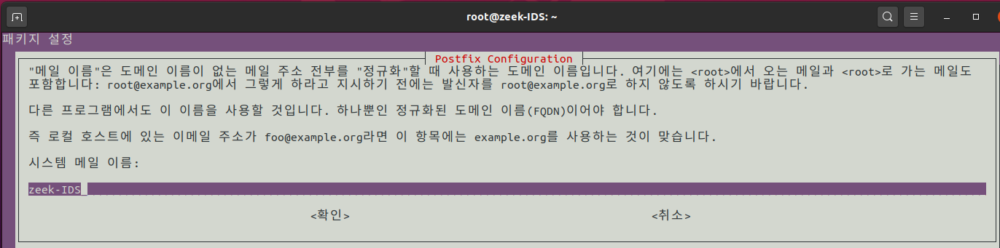 root@zeek-IDS: ~
패키지 설정
Postfix Configuration
"메일 이름"은 도메인 이름이 없는 메일 주소 전부를 "정규화"할 때 사용하는 도메인 이름입니다. 여기에는 <root>에서 오는 메일과 <root>로 가는 메일도
포함합니다: root@example.org에서 그렇게 하라고 지시하기 전에는 발신자를 root@example.org로 하지 않도록 하시기 바랍니다.
다른 프로그램에서도 이 이름을 사용할 것입니다. 하나뿐인 정규화된 도메인 이름(FQDN)이어야 합니다.
즉 로컬 호스트에 있는 이메일 주소가 foo@example.org라면 이 항목에는 example.org를 사용하는 것이 맞습니다.
시스템 메일 이름:
zeek-IDS
<확인> <취소>